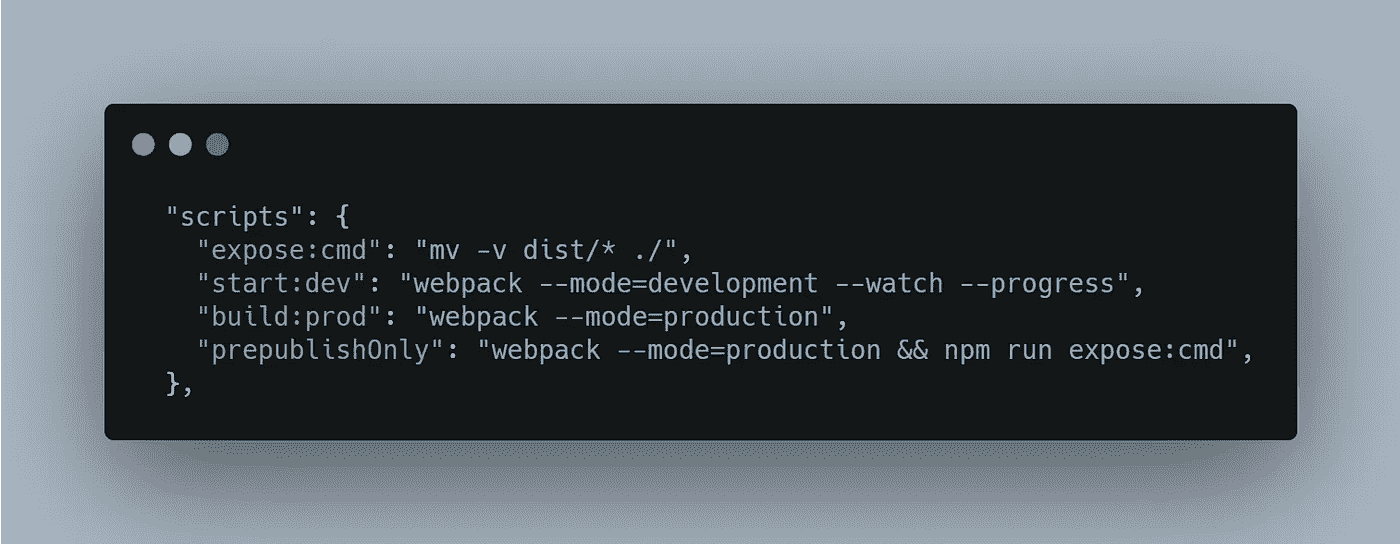 "scripts": {
"expose:cmd": "mv -v dist/* ./",
"start:dev": "webpack --mode=development --watch --progress",
"build:prod": "webpack --mode=production",
"prepublishOnly": "webpack --mode=production && npm run expose:cmd",
},